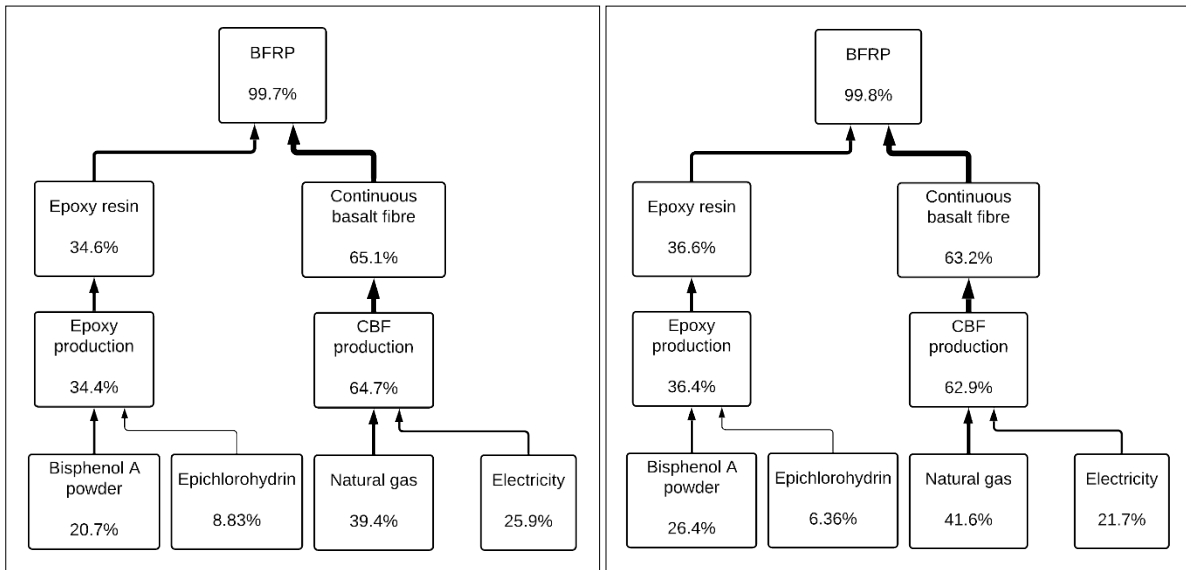 BFRP
99.7%
Epoxy resin
34.6%
Continuous
basalt fibre
65.1%
Epoxy
production
34.4%
CBF
production
64.7%
Bisphenol A
powder
20.7%
Epichlorohydrin
8.83%
Natural gas
39.4%
Electricity
25.9%
BFRP
99.8%
Epoxy resin
36.6%
Continuous
basalt fibre
63.2%
Epoxy
production
36.4%
CBF
production
62.9%
Bisphenol A
powder
26.4%
Epichlorohydrin
6.36%
Natural gas
41.6%
Electricity
21.7%